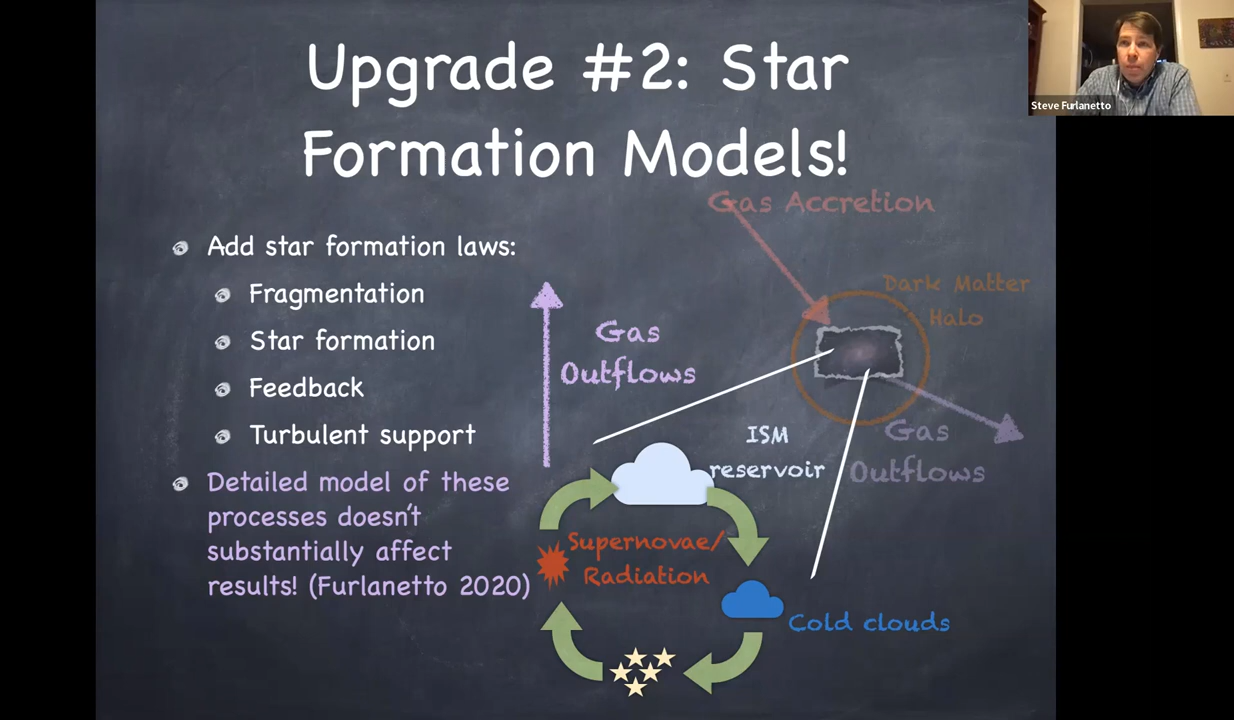 Upgrade #2: Star
Formation Models!
Steve Furlanetto
Gas Accretion
Add star formation laws:
Fragmentation
Star formation
Feedback
Turbulent support
Detailed model of these
processes doesn't
substantially affect
results! (Furlanetto 2020)
Gas
Outflows
Dark Matter
Halo
ISM
reservoir
Gas
Outflows
Supernovae/
Radiation
Cold clouds